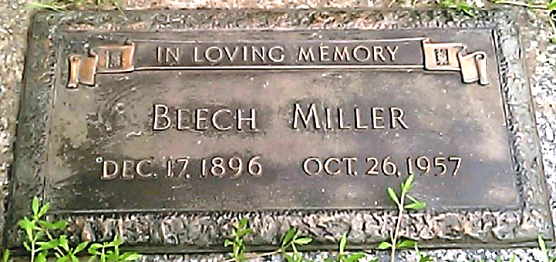 IN LOVING MEMORY
BEECH MILLER
DEC. 17, 1896 OCT. 26, 1957